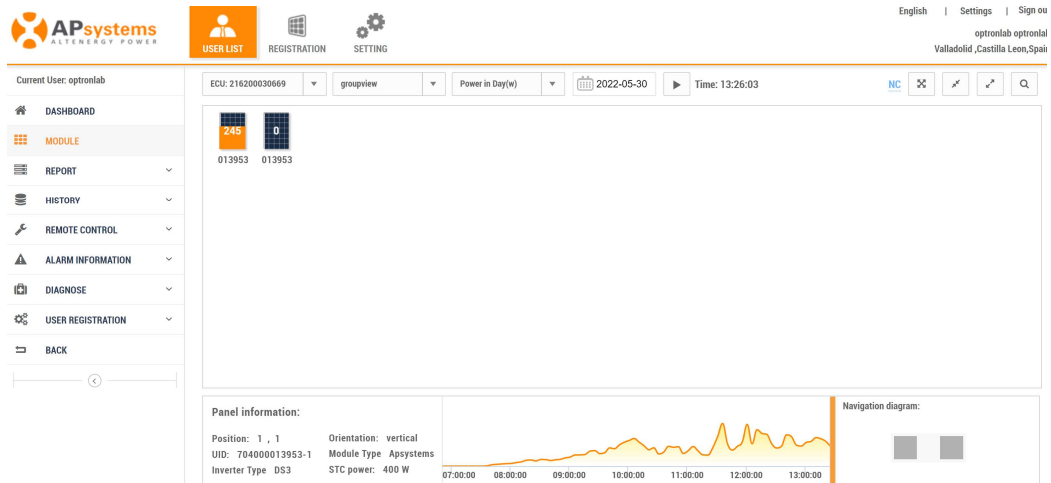 English | Settings | Sign ou
APsystems
ALTENERGY POWER
USER LIST REGISTRATION SETTING
optronlab optronlab
Valladolid ,Castilla Leon,Spain
Current User: optronlab
ECU: 216200030669 groupview Power in Day(w) 2022-05-30 Time: 13:26:03 NC
DASHBOARD
MODULE
REPORT
HISTORY
REMOTE CONTROL
ALARM INFORMATION
DIAGNOSE
USER REGISTRATION
BACK
245 0
013953 013953
Panel information:
Position: 1 , 1 Orientation: vertical
UID: 704000013953-1 Module Type Apsystems
Inverter Type DS3 STC power: 400 W
07:00:00 08:00:00 09:00:00 10:00:00 11:00:00 12:00:00 13:00:00
Navigation diagram: